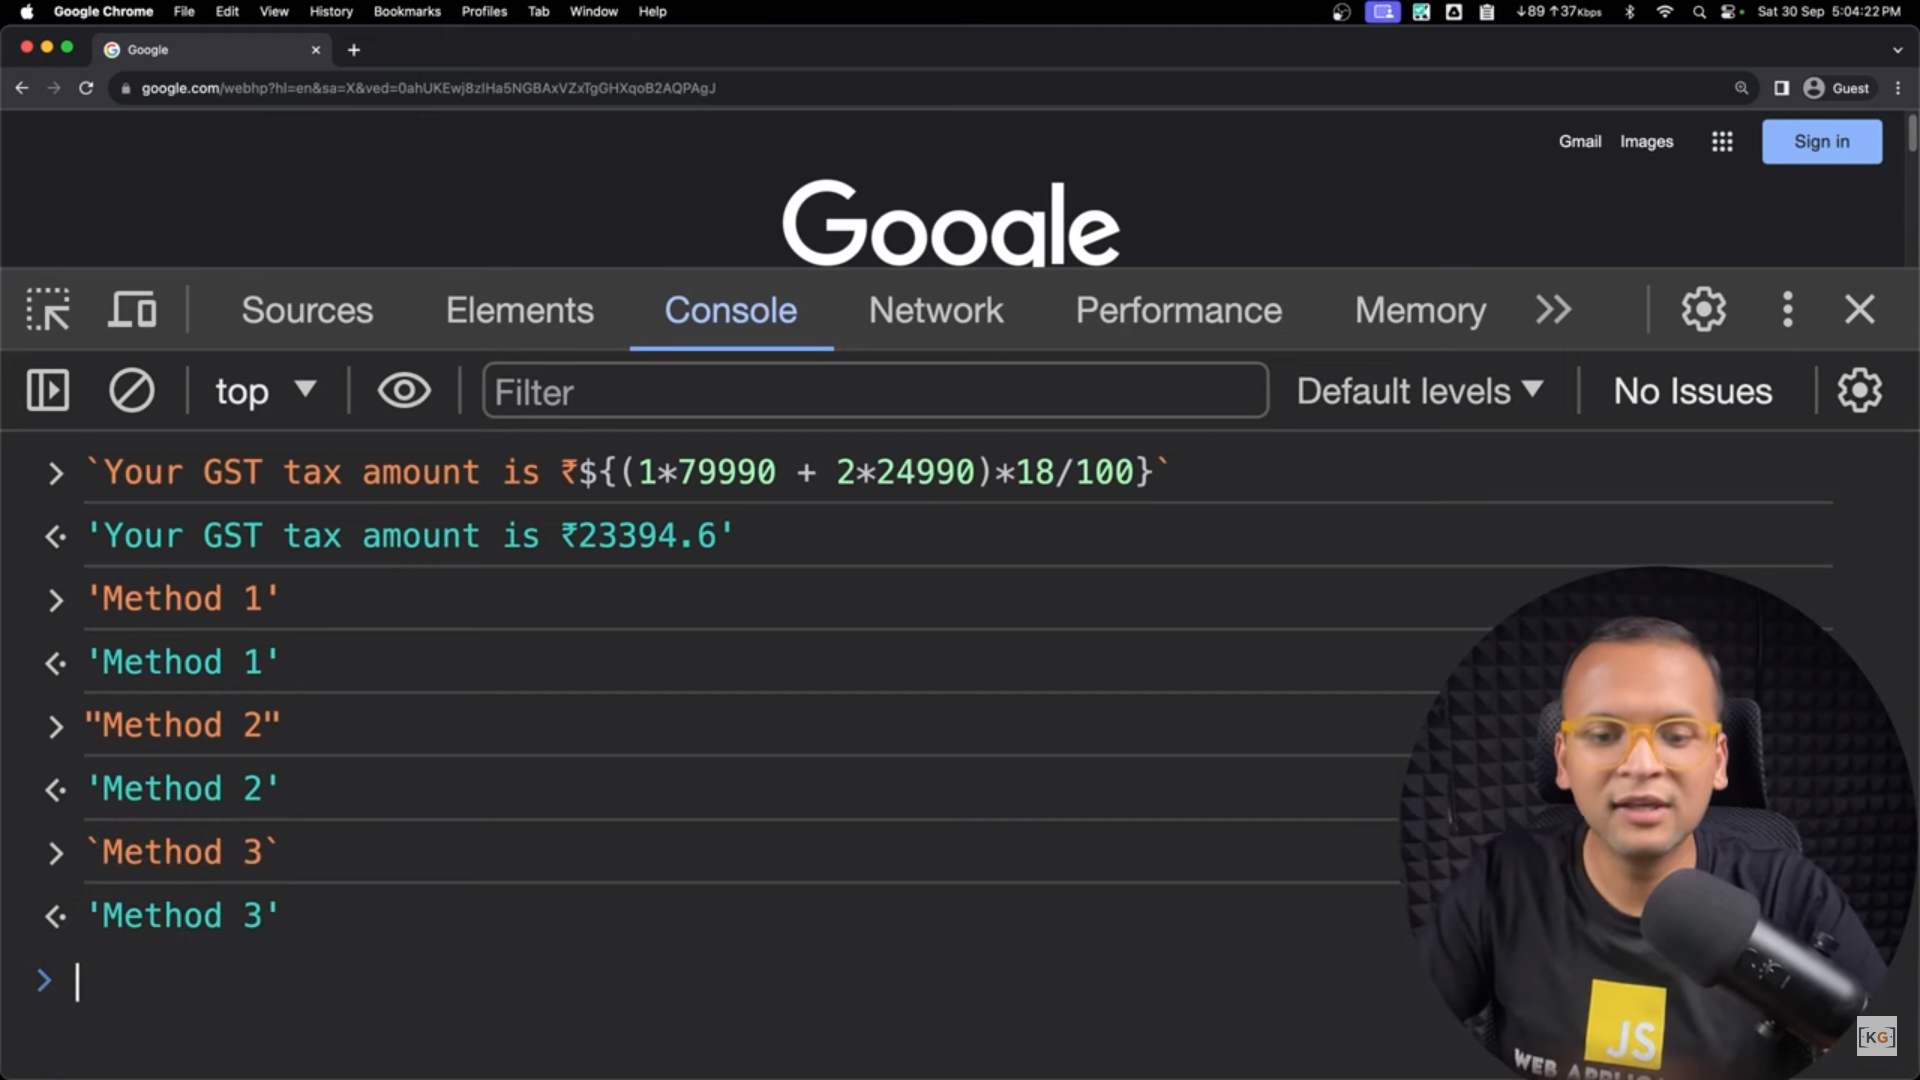 Google Chrome File Edit View History Bookmarks Profiles Tab Window Help ↓89 ↑37Kbps Sat 30 Sep 5:04:22 PM
Google
google.com/webhp?hl=en&sa=X&ved=0ahUKEwj8zIHa5NGBAxVZxTgGHXqoB2AQPAgJ Guest
Gmail Images Sign in
Google
Sources Elements Console Network Performance Memory
top Filter Default levels No Issues
> `Your GST tax amount is ₹${(1*79990 + 2*24990)*18/100}`
'Your GST tax amount is ₹23394.6'
> 'Method 1'
'Method 1'
> "Method 2"
'Method 2'
> `Method 3`
'Method 3'
>
JS
WEB
[KG]